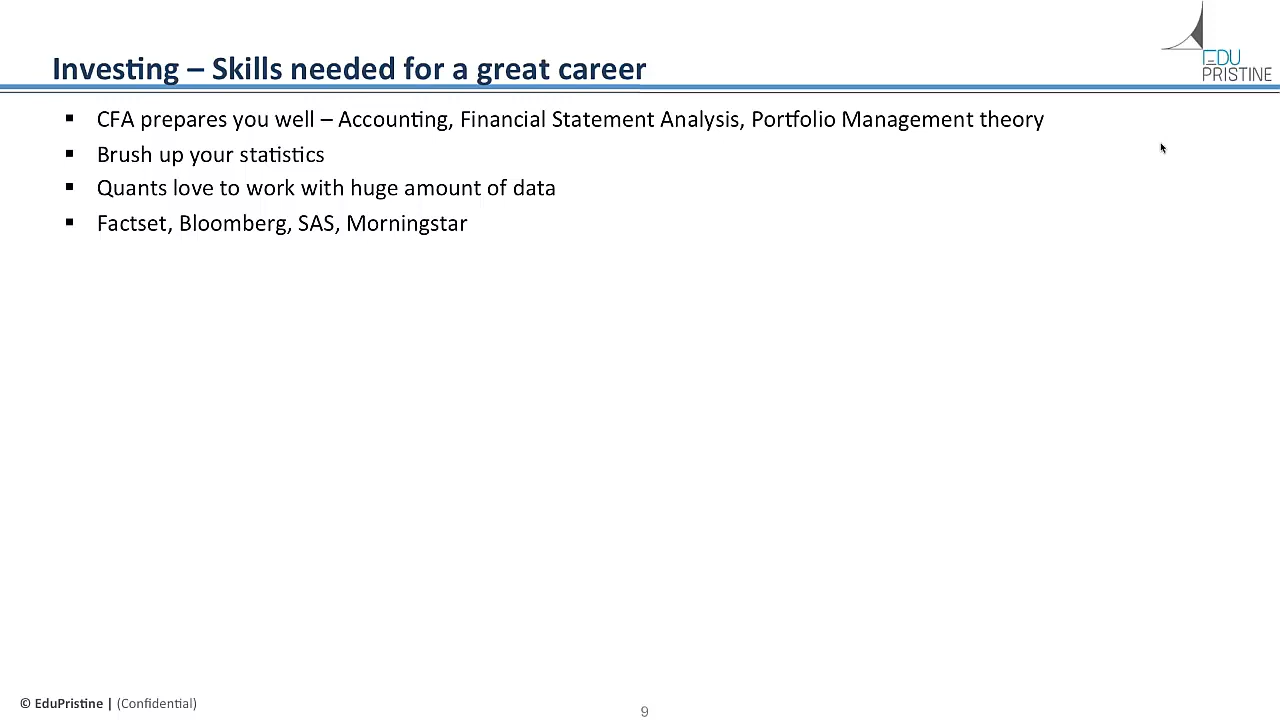 Investing – Skills needed for a great career
EDU
PRISTINE
▪ CFA prepares you well – Accounting, Financial Statement Analysis, Portfolio Management theory
▪ Brush up your statistics
▪ Quants love to work with huge amount of data
▪ Factset, Bloomberg, SAS, Morningstar
© EduPristine | (Confidential)
9